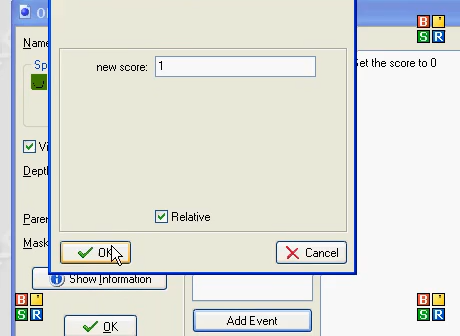 Name
B
S R
new score: 1
Set the score to 0
Sp
Vi
Depth
Paren
Relative
Mask
OK
Cancel
Show Information
B
S R
B
S R
OK
Add Event